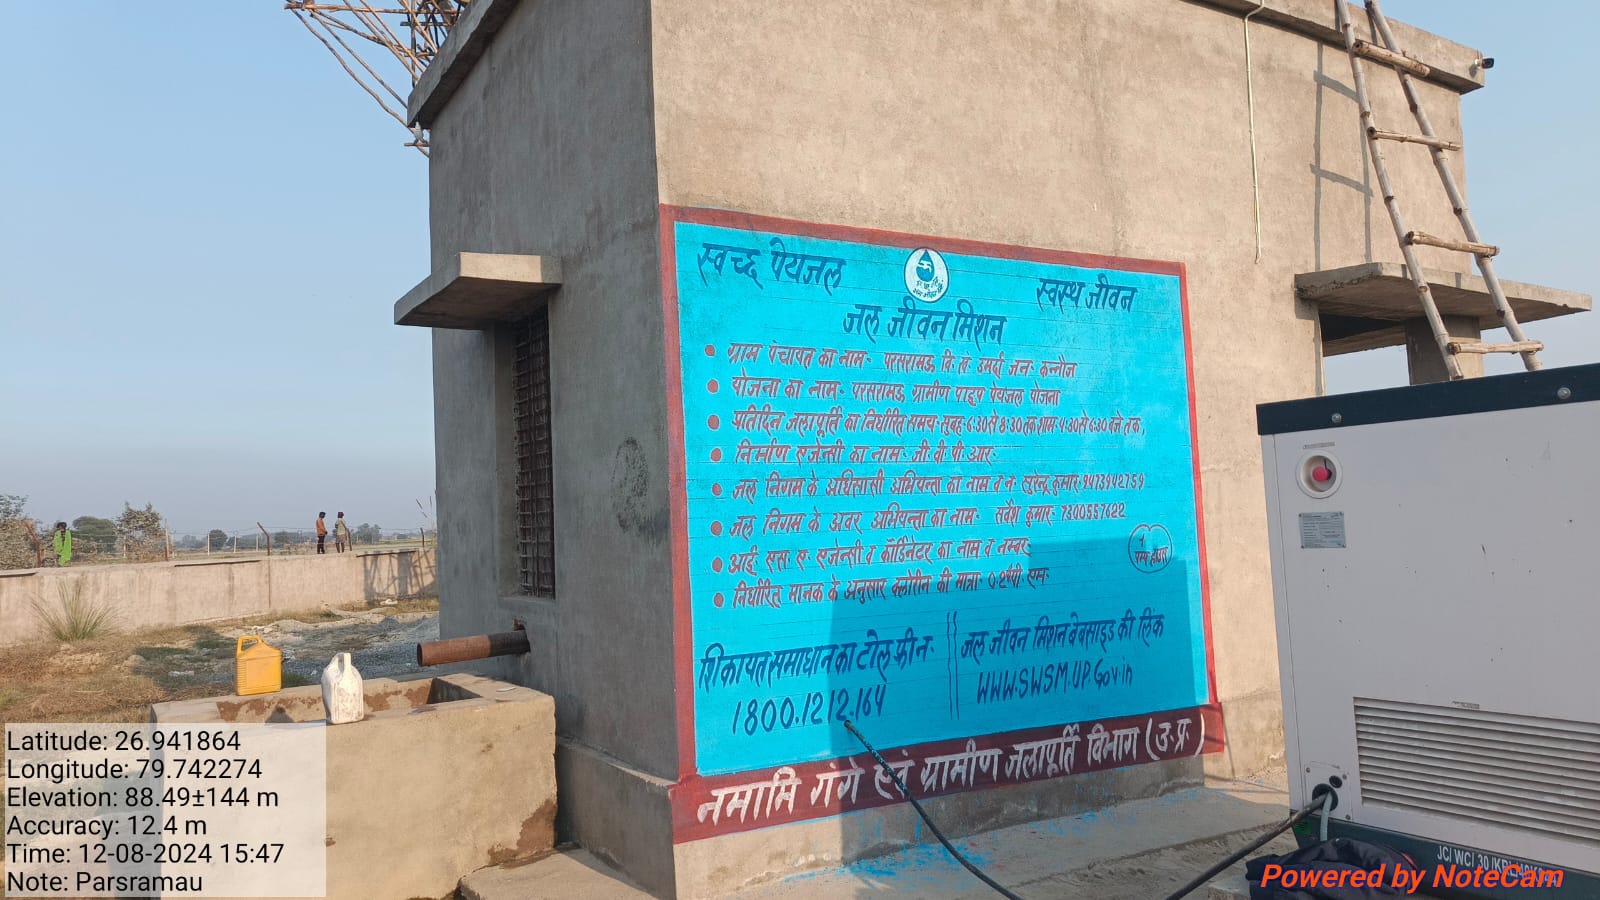 स्वच्छ पेयजल
स्वस्थ जीवन
जल जीवन मिशन
ग्राम पंचायत का नाम- परसरामऊ वि. खं. उमर्दा जन- कन्नौज
योजना का नाम- परसरामऊ ग्रामीण पाइप पेयजल योजना
प्रतिदिन जलापूर्ति का निर्धारित समय-सुबह-6:30 से 8:30 तक शाम-4:30 से 6:30 बजे तक,
निर्माण एजेन्सी का नाम- जी. वी. पी. आर.
जल निगम के अधिसासी अभियन्ता का नाम व न. सुरेन्द्र कुमार 9473942759
जल निगम के अवर अभियन्ता का नाम- सर्वेश कुमार- 7300557622
आई. एस. ए. एजेन्सी व कॉर्डिनेटर का नाम व नम्बर
निर्धारित मानक के अनुसार क्लोरीन की मात्रा- 0.2 पी. पी. एम.
शिकायत समाधान का टोल फ्री न.
1800.1212.164
जल जीवन मिशन बेबसाइड की लिंक
WWW.SWSM.UP.Gov.in
नमामि गंगे एवं ग्रामीण जलापूर्ति विभाग (उ.प्र.)
Latitude: 26.941864
Longitude: 79.742274
Elevation: 88.49±144 m
Accuracy: 12.4 m
Time: 12-08-2024 15:47
Note: Parsramau
Powered by NoteCam